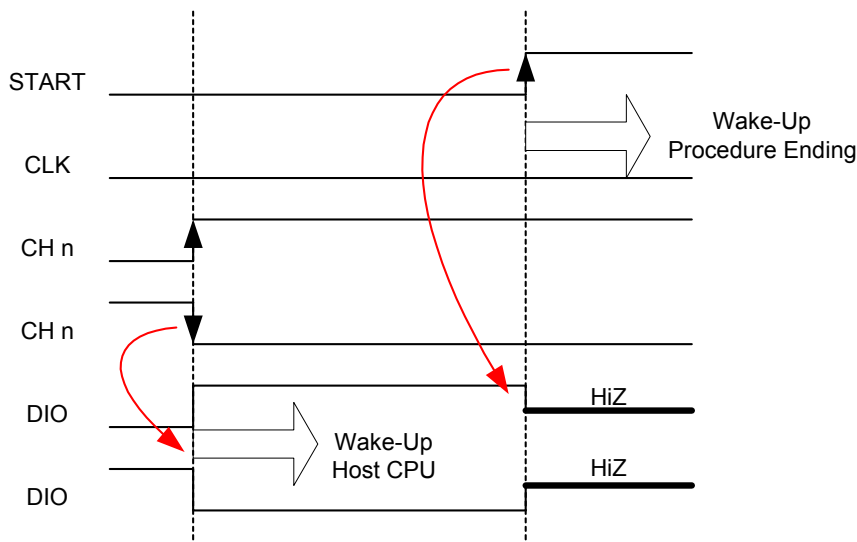 START
Wake-Up
Procedure Ending
CLK
CH n
CH n
DIO
HiZ
Wake-Up
Host CPU
HiZ
DIO